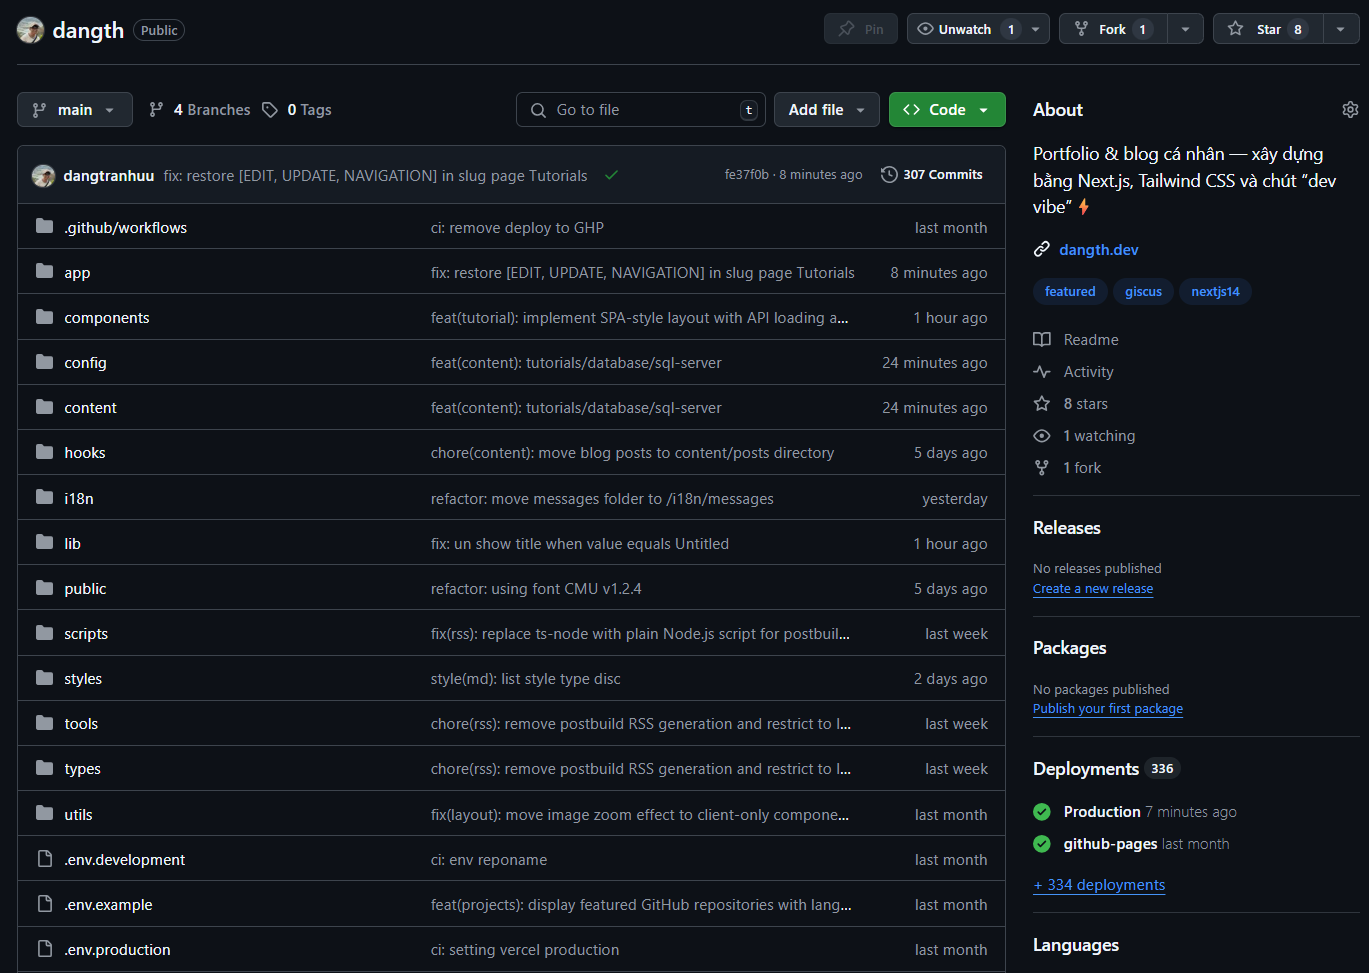 dangth Public
Pin
Unwatch 1
Fork 1
Star 8
main
4 Branches
0 Tags
Go to file t
Add file
Code
dangtranhuu fix: restore [EDIT, UPDATE, NAVIGATION] in slug page Tutorials fe37f0b · 8 minutes ago 307 Commits
.github/workflows ci: remove deploy to GHP last month
app fix: restore [EDIT, UPDATE, NAVIGATION] in slug page Tutorials 8 minutes ago
components feat(tutorial): implement SPA-style layout with API loading a... 1 hour ago
config feat(content): tutorials/database/sql-server 24 minutes ago
content feat(content): tutorials/database/sql-server 24 minutes ago
hooks chore(content): move blog posts to content/posts directory 5 days ago
i18n refactor: move messages folder to /i18n/messages yesterday
lib fix: un show title when value equals Untitled 1 hour ago
public refactor: using font CMU v1.2.4 5 days ago
scripts fix(rss): replace ts-node with plain Node.js script for postbuil... last week
styles style(md): list style type disc 2 days ago
tools chore(rss): remove postbuild RSS generation and restrict to l... last week
types chore(rss): remove postbuild RSS generation and restrict to l... last week
utils fix(layout): move image zoom effect to client-only compone... last month
.env.development ci: env reponame last month
.env.example feat(projects): display featured GitHub repositories with lang... last month
.env.production ci: setting vercel production last month
About
Portfolio & blog cá nhân — xây dựng
bằng Next.js, Tailwind CSS và chút “dev
vibe” ⚡
dangth.dev
featured giscus nextjs14
Readme
Activity
8 stars
1 watching
1 fork
Releases
No releases published
Create a new release
Packages
No packages published
Publish your first package
Deployments 336
Production 7 minutes ago
github-pages last month
+ 334 deployments
Languages